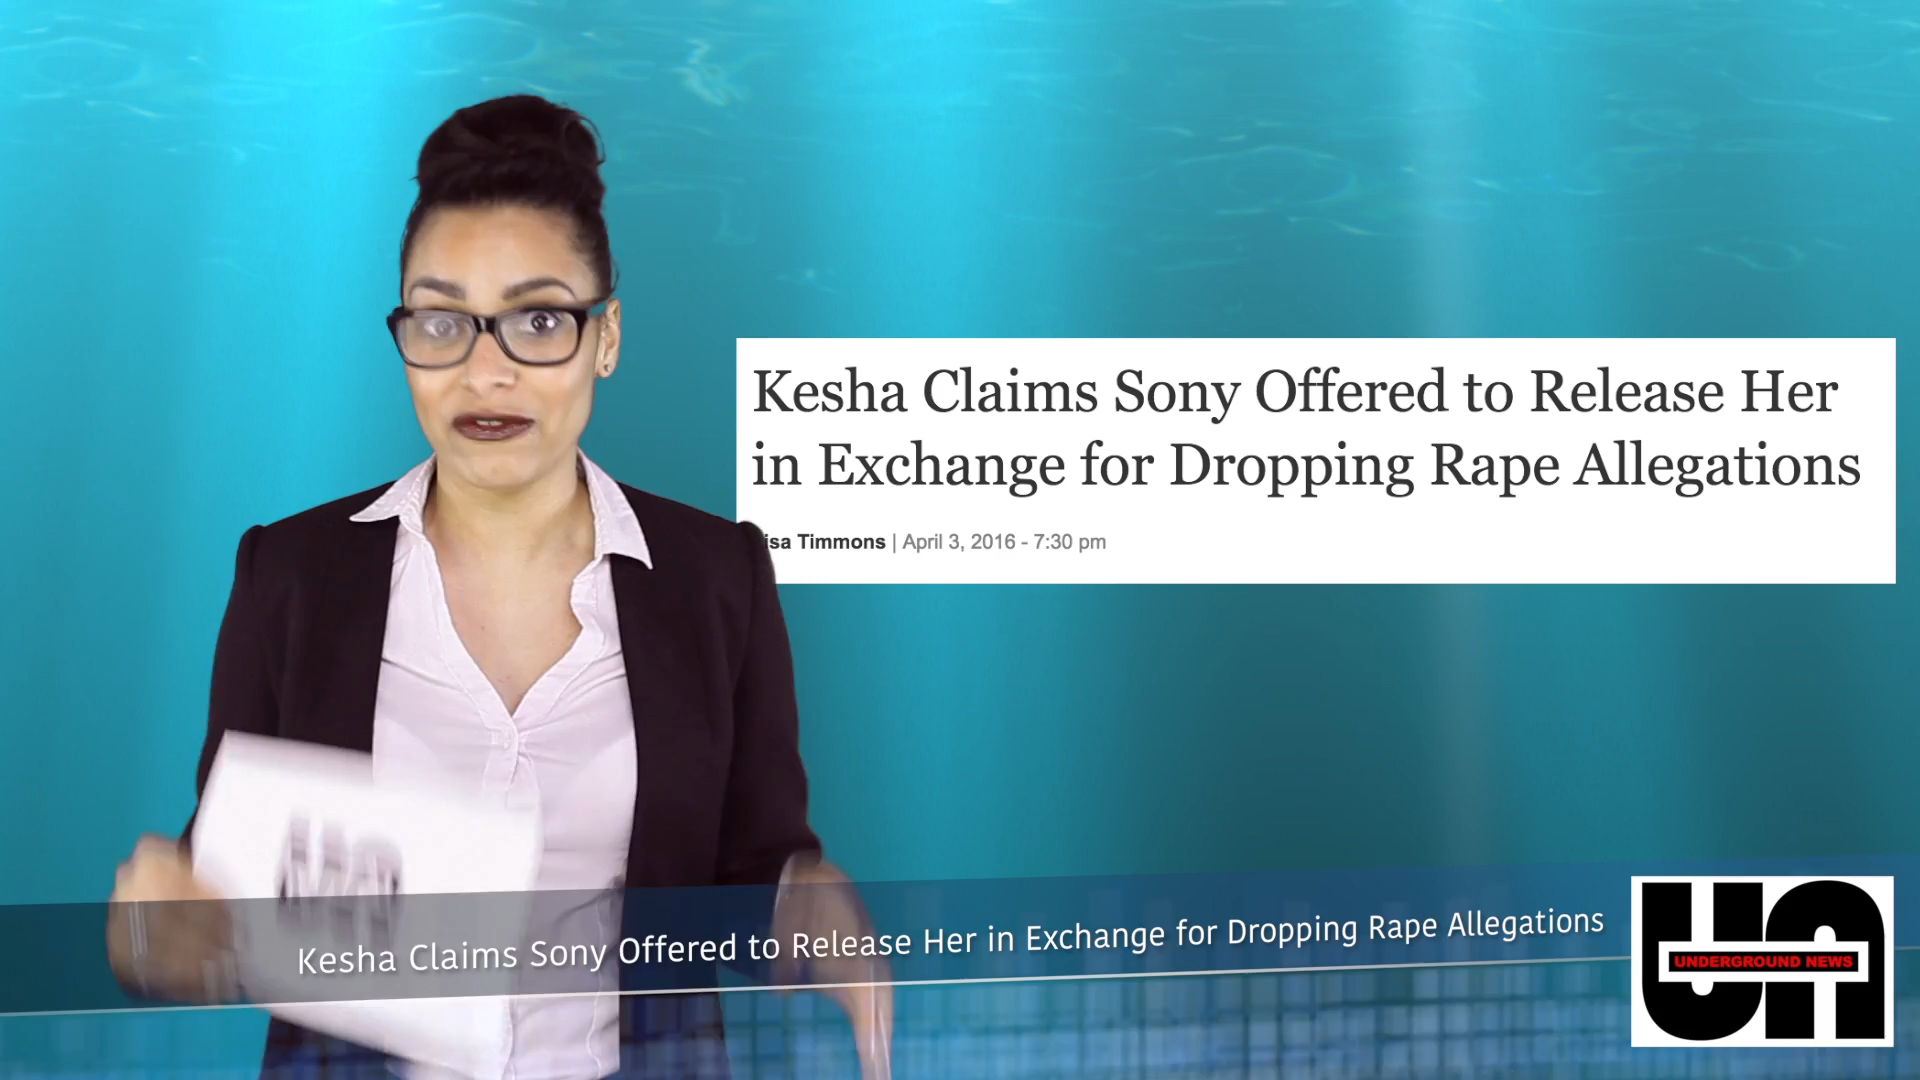 Kesha Claims Sony Offered to Release Her
in Exchange for Dropping Rape Allegations
Timmons | April 3, 2016 - 7:30 pm
Kesha Claims Sony Offered to Release Her in Exchange for Dropping Rape Allegations
UA
UNDERGROUND NEWS